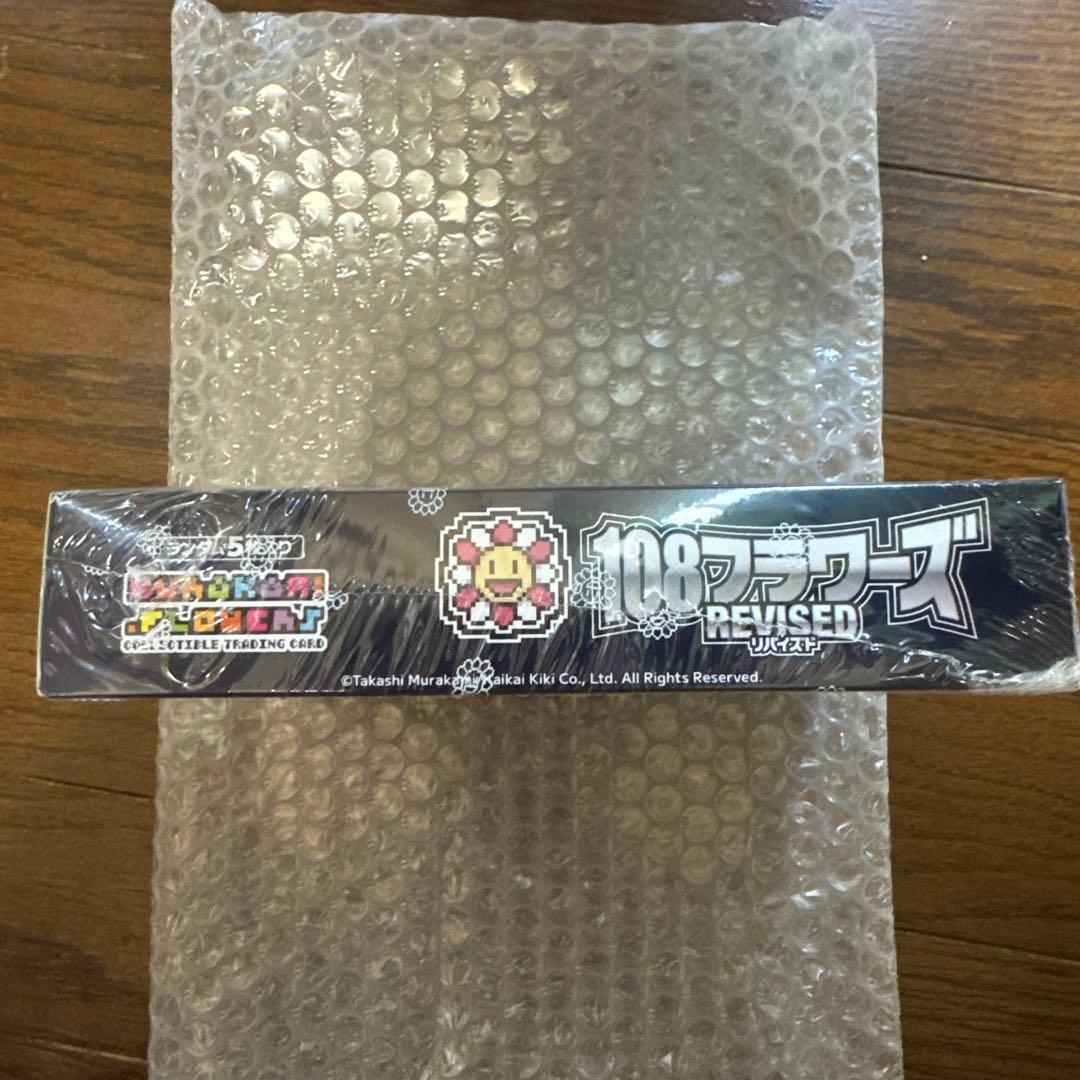 ランダム5枚入り
MURAKAMI
.FLOWERS
COLLECTIBLE TRADING CARD
108フラワーズ
REVISED
リバイズド
©Takashi Murakami/Kaikai Kiki Co., Ltd. All Rights Reserved.